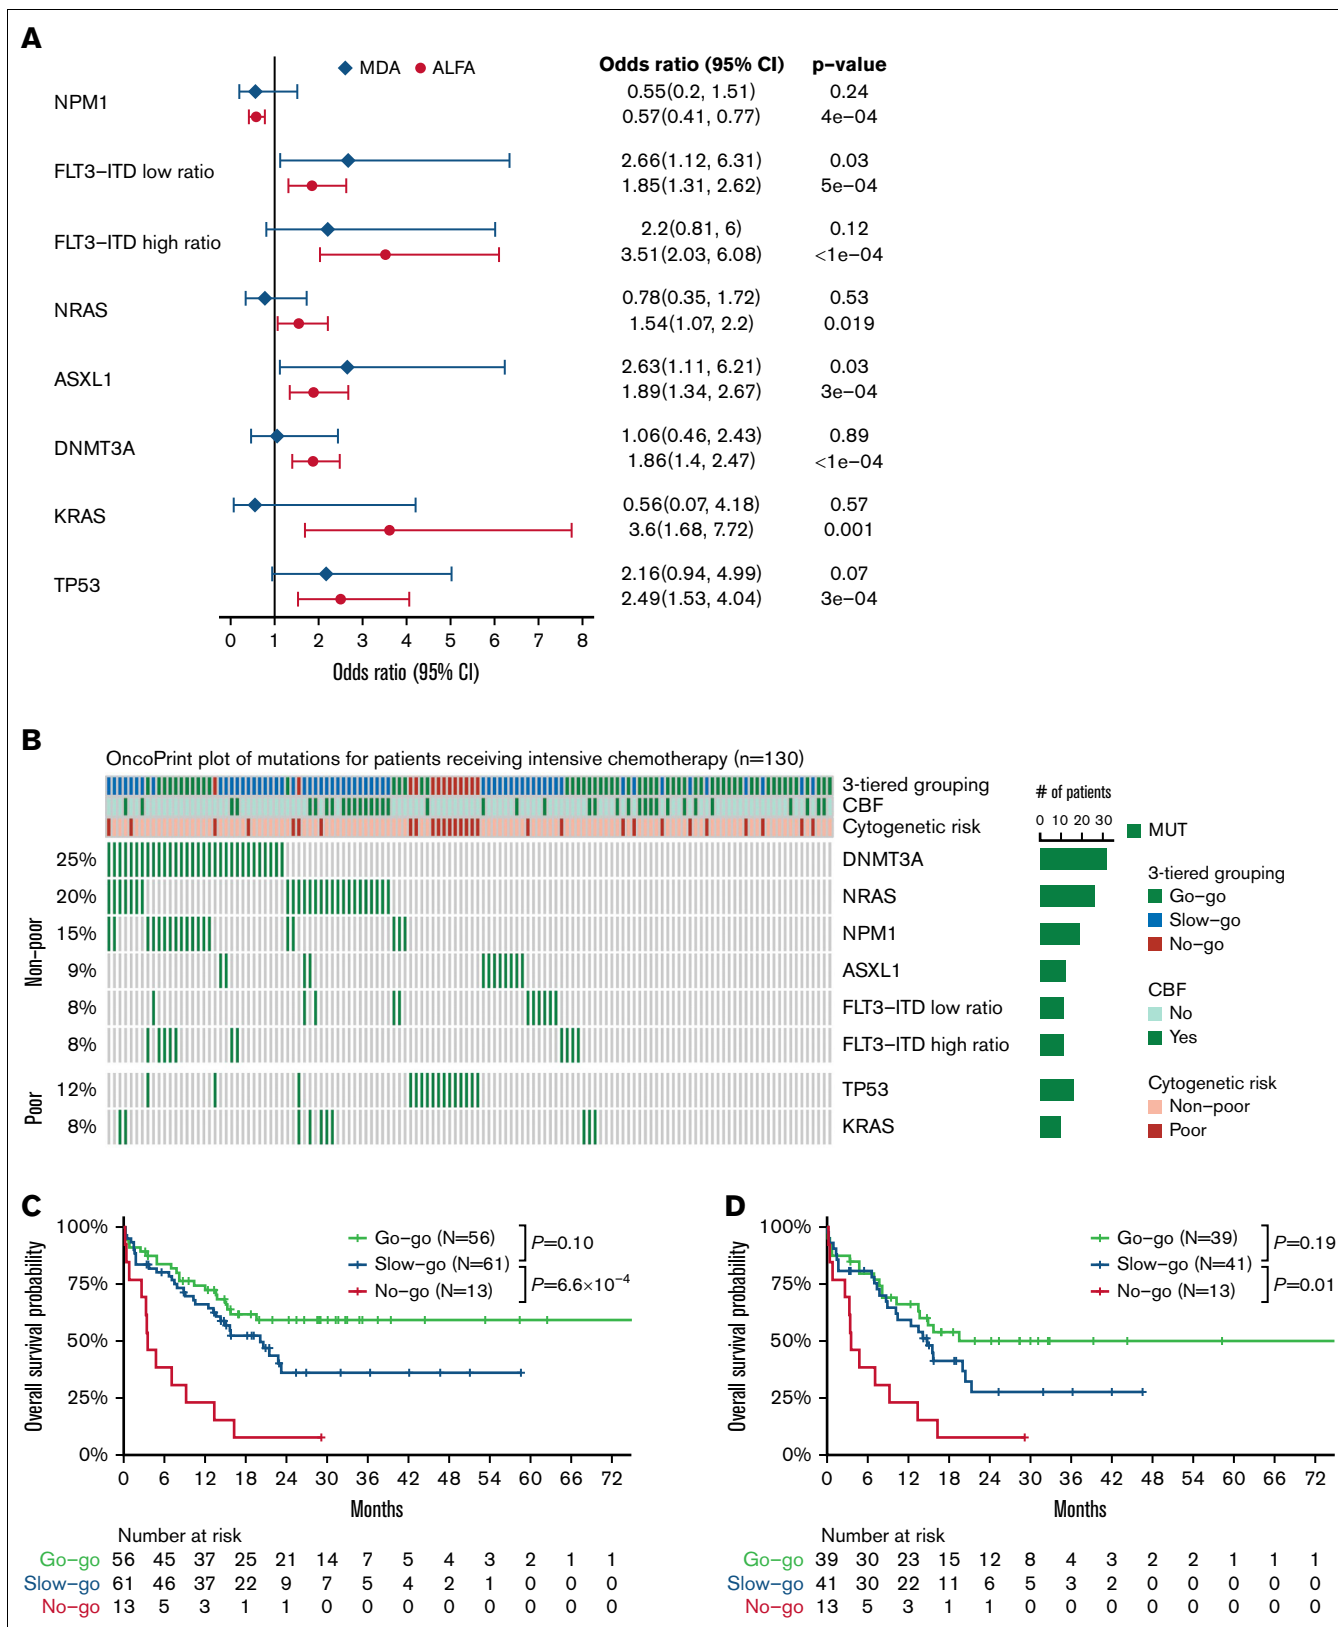 A
MDA ALFA Odds ratio (95% CI) p–value
NPM1 0.55(0.2, 1.51) 0.24
0.57(0.41, 0.77) 4e–04
FLT3–ITD low ratio 2.66(1.12, 6.31) 0.03
1.85(1.31, 2.62) 5e–04
FLT3–ITD high ratio 2.2(0.81, 6) 0.12
3.51(2.03, 6.08) <1e–04
NRAS 0.78(0.35, 1.72) 0.53
1.54(1.07, 2.2) 0.019
ASXL1 2.63(1.11, 6.21) 0.03
1.89(1.34, 2.67) 3e–04
DNMT3A 1.06(0.46, 2.43) 0.89
1.86(1.4, 2.47) <1e–04
KRAS 0.56(0.07, 4.18) 0.57
3.6(1.68, 7.72) 0.001
TP53 2.16(0.94, 4.99) 0.07
2.49(1.53, 4.04) 3e–04
0 1 2 3 4 5 6 7 8
Odds ratio (95% CI)
B
OncoPrint plot of mutations for patients receiving intensive chemotherapy (n=130)
3-tiered grouping
CBF
Cytogenetic risk
Non–poor
25% DNMT3A
20% NRAS
15% NPM1
9% ASXL1
8% FLT3–ITD low ratio
8% FLT3–ITD high ratio
Poor
12% TP53
8% KRAS
# of patients
0 10 20 30
MUT
3-tiered grouping
Go–go
Slow–go
No–go
CBF
No
Yes
Cytogenetic risk
Non–poor
Poor
C
Overall survival probability
100%
75%
50%
25%
0%
Go–go (N=56)
Slow–go (N=61)
No–go (N=13)
P=0.10
P=6.6×10⁻⁴
0 6 12 18 24 30 36 42 48 54 60 66 72
Months
Number at risk
Go–go 56 45 37 25 21 14 7 5 4 3 2 1 1
Slow–go 61 46 37 22 9 7 5 4 2 1 0 0 0
No–go 13 5 3 1 1 0 0 0 0 0 0 0 0
D
Overall survival probability
100%
75%
50%
25%
0%
Go–go (N=39)
Slow–go (N=41)
No–go (N=13)
P=0.19
P=0.01
0 6 12 18 24 30 36 42 48 54 60 66 72
Months
Number at risk
Go–go 39 30 23 15 12 8 4 3 2 2 1 1 1
Slow–go 41 30 22 11 6 5 3 2 0 0 0 0 0
No–go 13 5 3 1 1 0 0 0 0 0 0 0 0